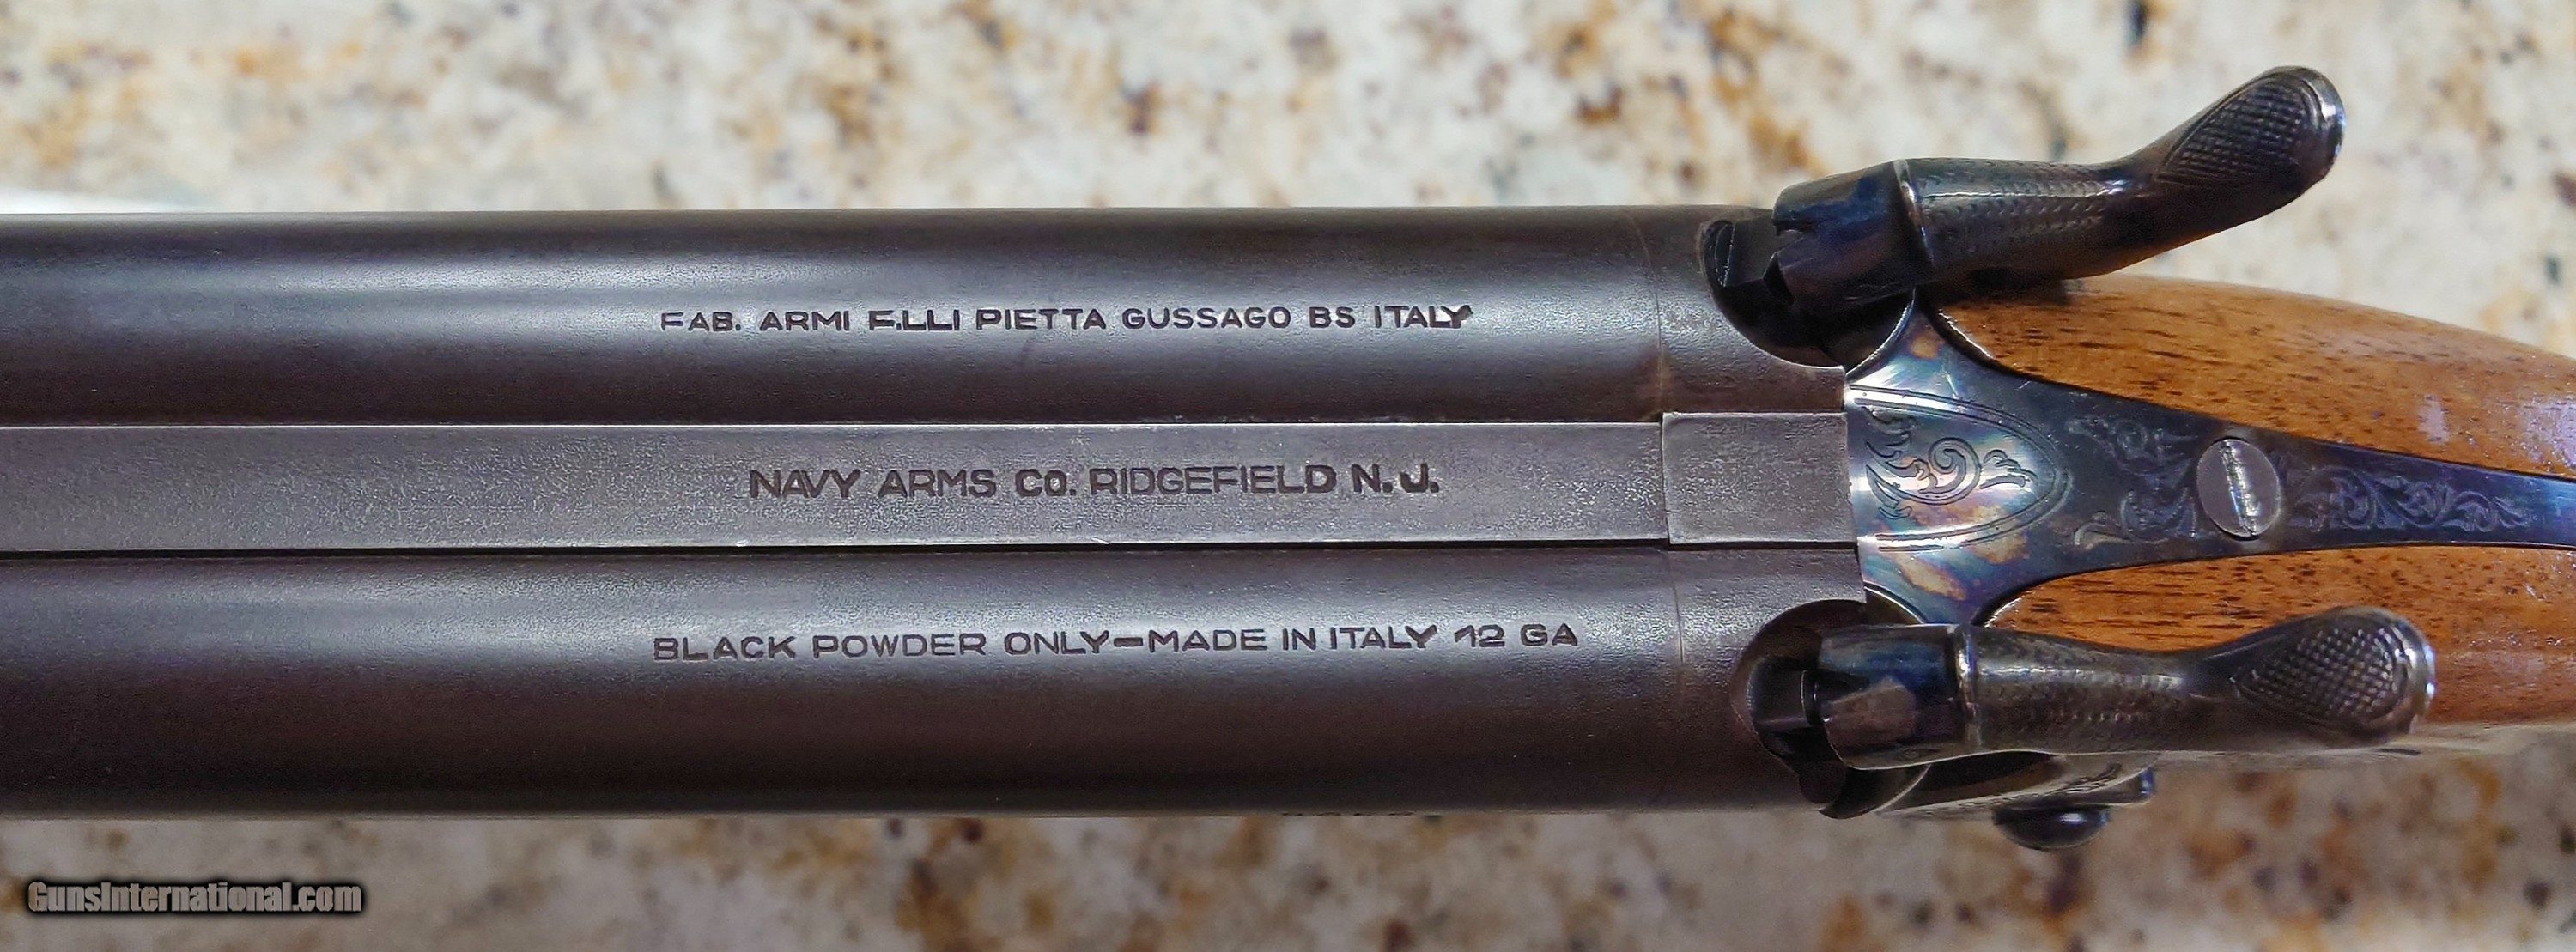 FAB. ARMI F.LLI PIETTA GUSSAGO BS ITALY
NAVY ARMS CO. RIDGEFIELD N.J.
BLACK POWDER ONLY—MADE IN ITALY 12 GA
GunsInternational.com